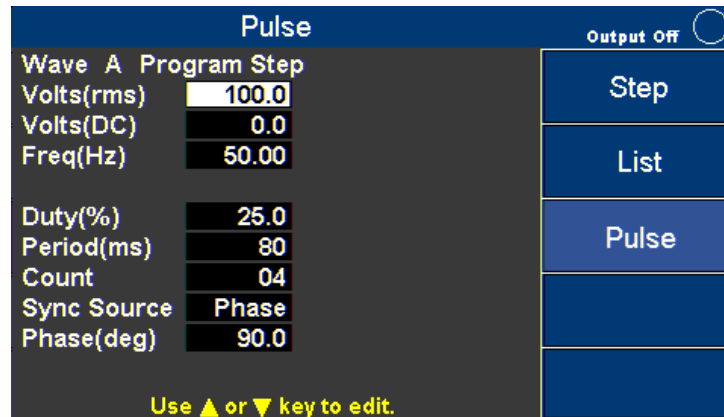 Pulse
Output Off
Wave A Program Step
Volts(rms) 100.0
Volts(DC) 0.0
Freq(Hz) 50.00
Duty(%) 25.0
Period(ms) 80
Count 04
Sync Source Phase
Phase(deg) 90.0
Use ▲ or ▼ key to edit.
Step
List
Pulse